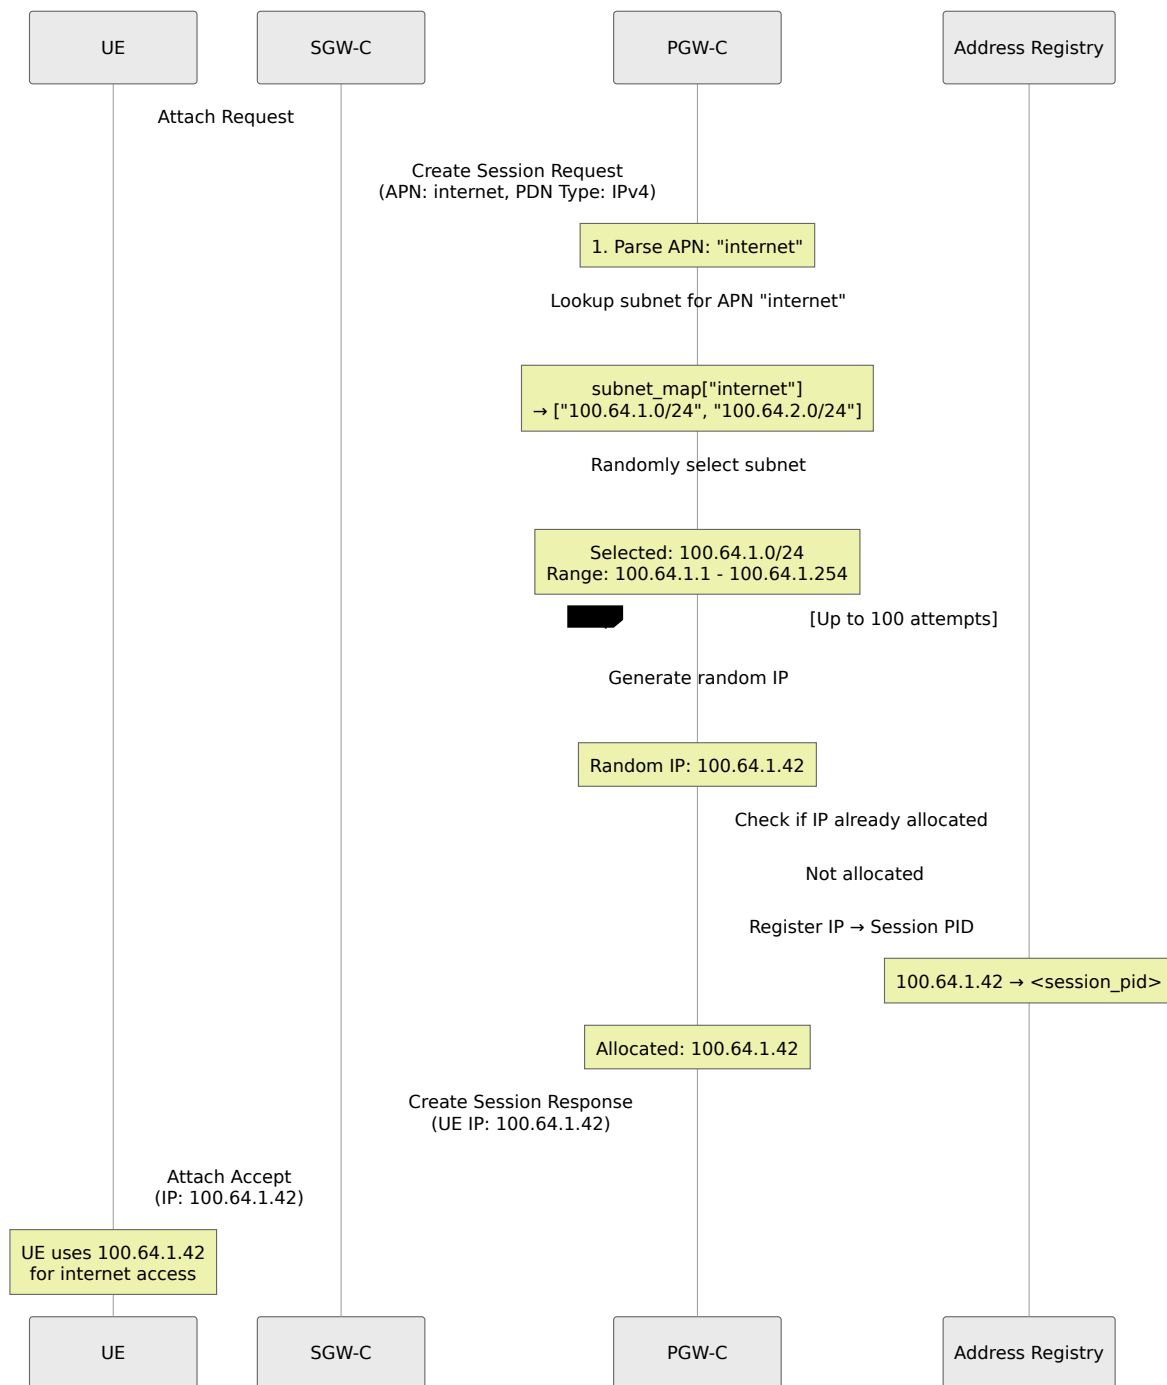 UE
SGW-C
PGW-C
Address Registry
Attach Request
Create Session Request
(APN: internet, PDN Type: IPv4)
1. Parse APN: "internet"
Lookup subnet for APN "internet"
subnet_map["internet"]
→ ["100.64.1.0/24", "100.64.2.0/24"]
Randomly select subnet
Selected: 100.64.1.0/24
Range: 100.64.1.1 - 100.64.1.254
[Up to 100 attempts]
Generate random IP
Random IP: 100.64.1.42
Check if IP already allocated
Not allocated
Register IP → Session PID
100.64.1.42 → <session_pid>
Allocated: 100.64.1.42
Create Session Response
(UE IP: 100.64.1.42)
Attach Accept
(IP: 100.64.1.42)
UE uses 100.64.1.42
for internet access
UE
SGW-C
PGW-C
Address Registry